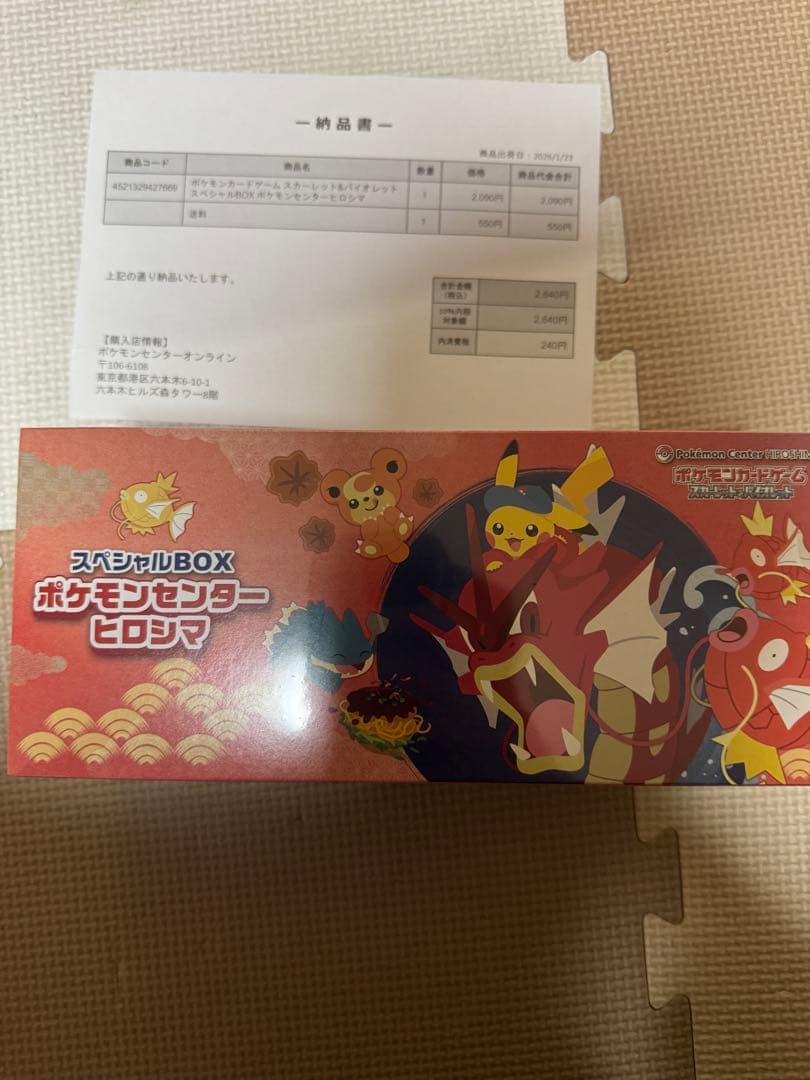 ー納品書ー
商品出荷日：2026/1/23
商品コード 商品名 数量 価格 商品代金合計
4521329427669 ポケモンカードゲーム スカーレット&バイオレット 1 2,090円 2,090円
スペシャルBOX ポケモンセンターヒロシマ
送料 1 550円 550円
上記の通り納品いたします。
合計金額 2,640円
(税込)
10%内税 2,640円
対象額
内消費税 240円
【購入店情報】
ポケモンセンターオンライン
〒106-6108
東京都港区六本木6-10-1
六本木ヒルズ森タワー8階
Pokémon Center HIROSHIM
ポケモンカードゲーム
スカーレット&バイオレット
スペシャルBOX
ポケモンセンター
ヒロシマ